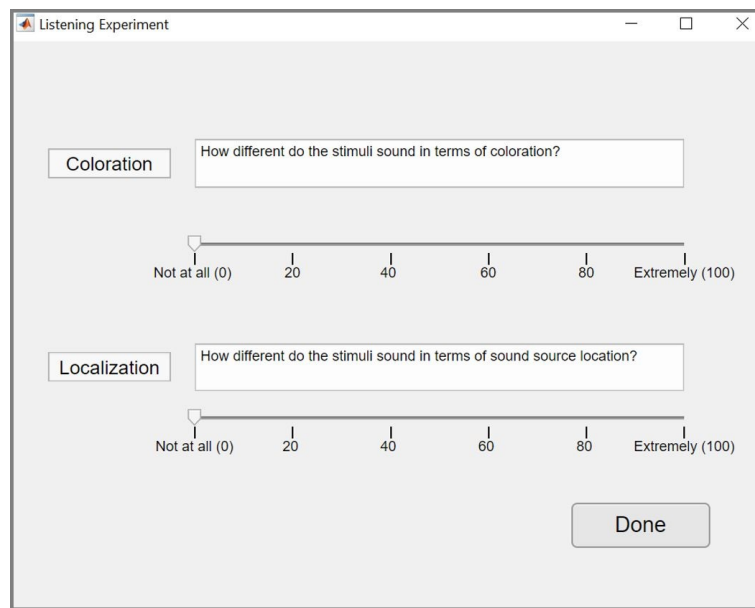 Listening Experiment
Coloration
How different do the stimuli sound in terms of coloration?
Not at all (0) 20 40 60 80 Extremely (100)
Localization
How different do the stimuli sound in terms of sound source location?
Not at all (0) 20 40 60 80 Extremely (100)
Done